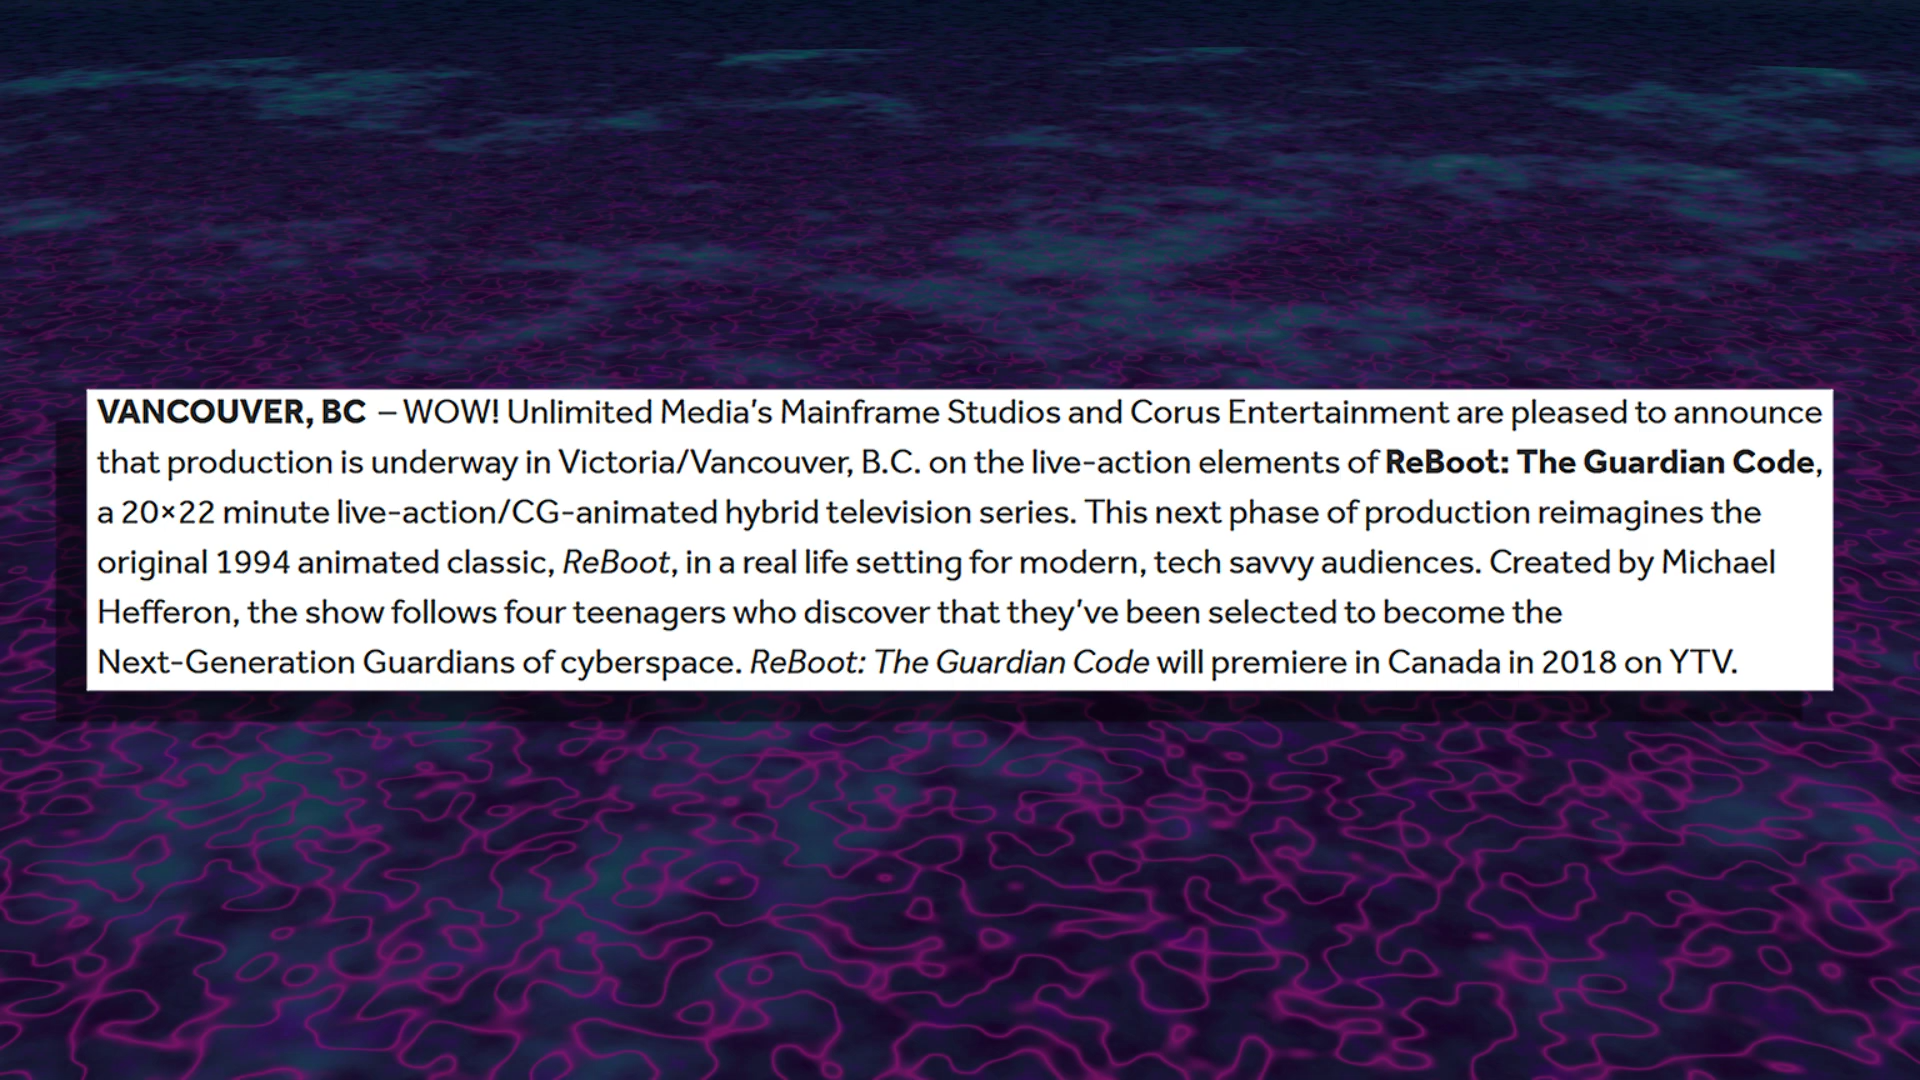 VANCOUVER, BC – WOW! Unlimited Media’s Mainframe Studios and Corus Entertainment are pleased to announce
that production is underway in Victoria/Vancouver, B.C. on the live-action elements of ReBoot: The Guardian Code,
a 20×22 minute live-action/CG-animated hybrid television series. This next phase of production reimagines the
original 1994 animated classic, ReBoot, in a real life setting for modern, tech savvy audiences. Created by Michael
Hefferon, the show follows four teenagers who discover that they’ve been selected to become the
Next-Generation Guardians of cyberspace. ReBoot: The Guardian Code will premiere in Canada in 2018 on YTV.